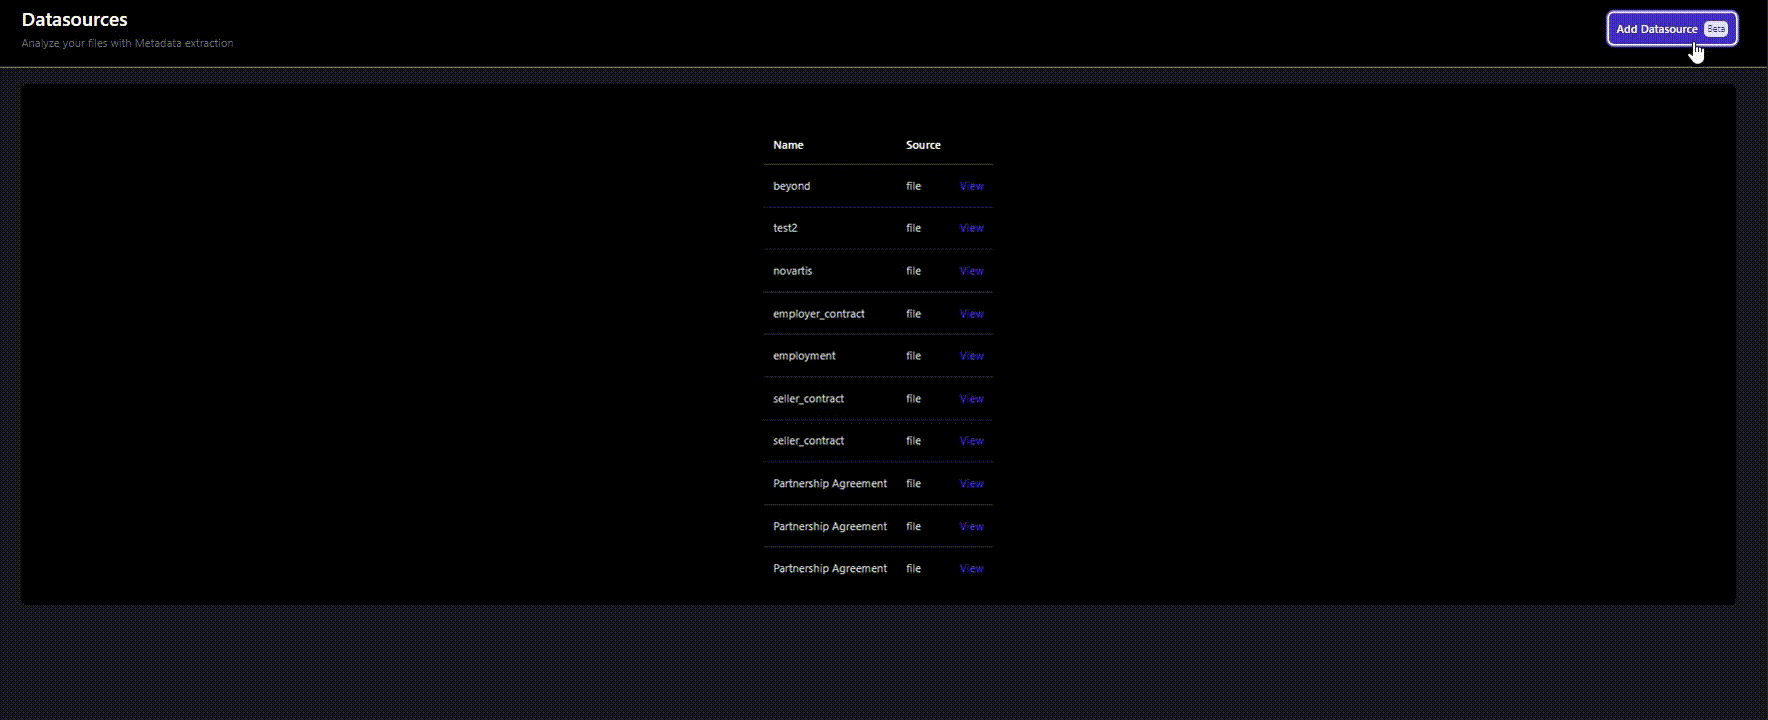 Datasources
Analyze your files with Metadata extraction
Add Datasource Beta
Name Source
beyond file View
test2 file View
novartis file View
employer_contract file View
employment file View
seller_contract file View
seller_contract file View
Partnership Agreement file View
Partnership Agreement file View
Partnership Agreement file View